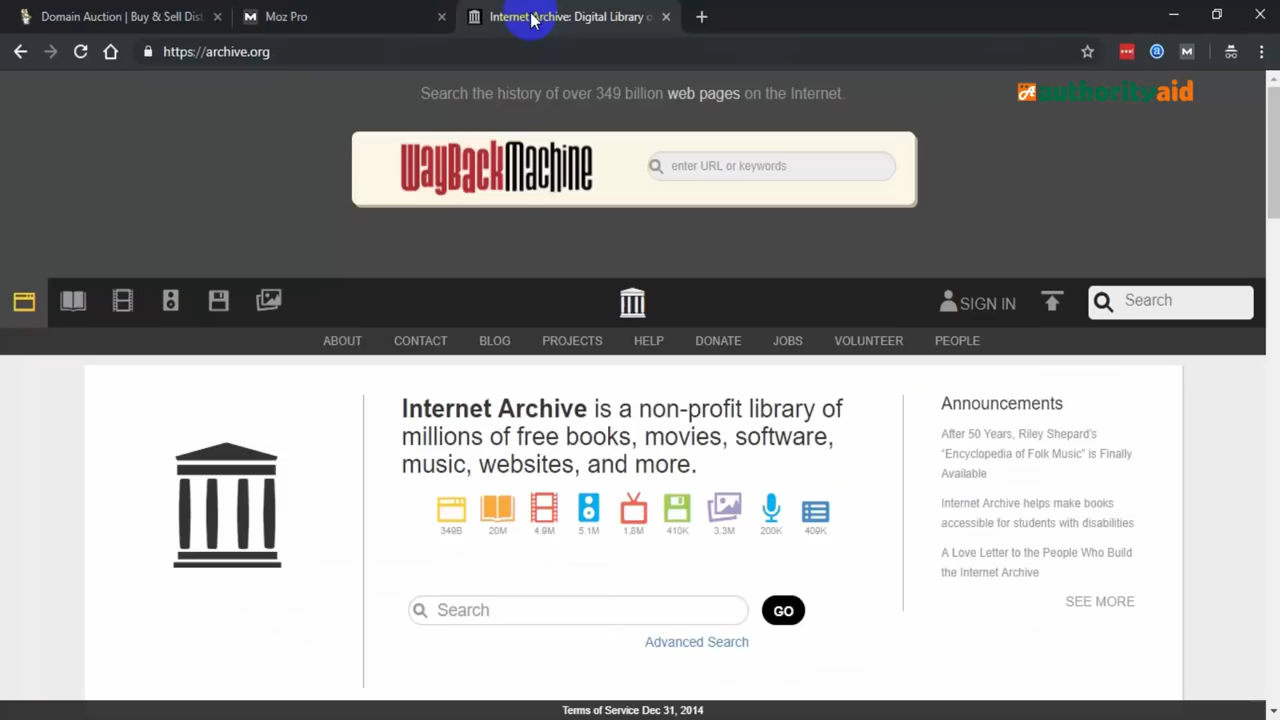 Domain Auction | Buy & Sell Dist
Moz Pro
Internet Archive: Digital Library o
https://archive.org
Search the history of over 349 billion web pages on the Internet.
authorityaid
WayBackMachine
enter URL or keywords
SIGN IN
Search
ABOUT CONTACT BLOG PROJECTS HELP DONATE JOBS VOLUNTEER PEOPLE
Internet Archive is a non-profit library of
millions of free books, movies, software,
music, websites, and more.
349B 20M 4.9M 5.1M 1.8M 410K 3.3M 200K 409K
Search
GO
Advanced Search
Announcements
After 50 Years, Riley Shepard's
“Encyclopedia of Folk Music” is Finally
Available
Internet Archive helps make books
accessible for students with disabilities
A Love Letter to the People Who Build
the Internet Archive
SEE MORE
Terms of Service Dec 31, 2014